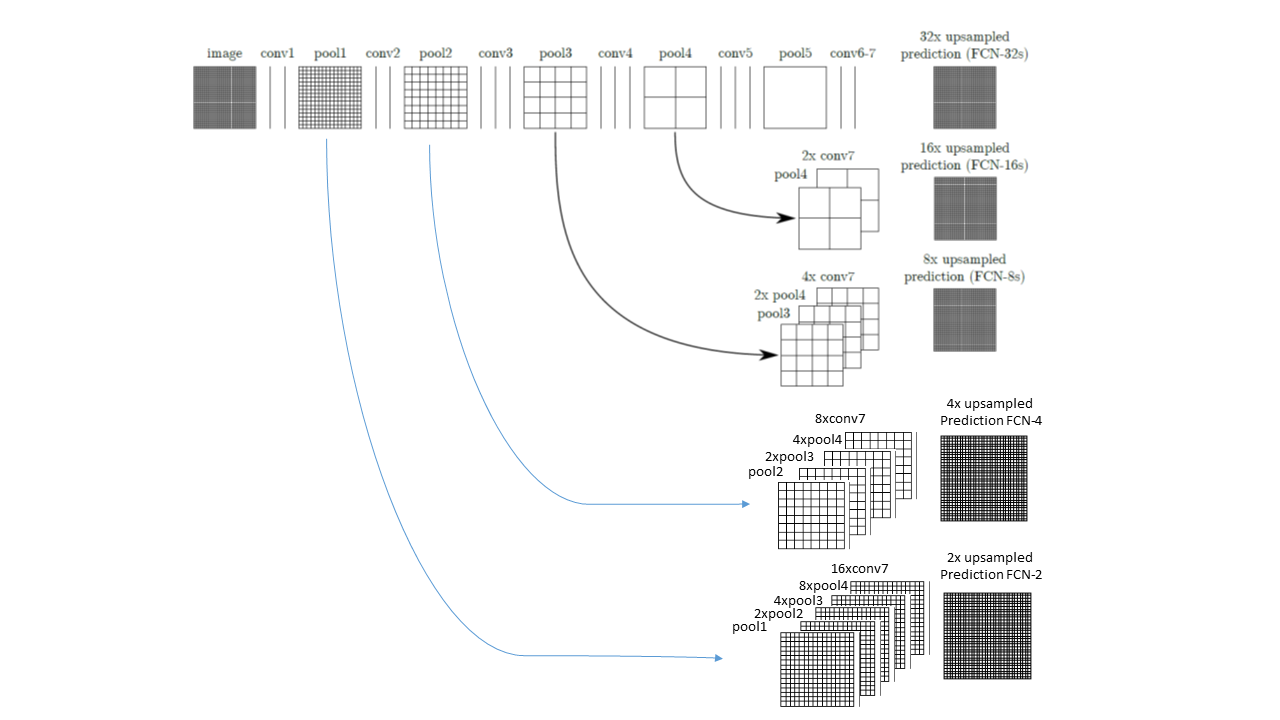 image conv1 pool1 conv2 pool2 conv3 pool3 conv4 pool4 conv5 pool5 conv6-7
32x upsampled
prediction (FCN-32s)
2x conv7
pool4
16x upsampled
prediction (FCN-16s)
4x conv7
2x pool4
pool3
8x upsampled
prediction (FCN-8s)
8xconv7
4xpool4
2xpool3
pool2
4x upsampled
Prediction FCN-4
16xconv7
8xpool4
4xpool3
2xpool2
pool1
2x upsampled
Prediction FCN-2